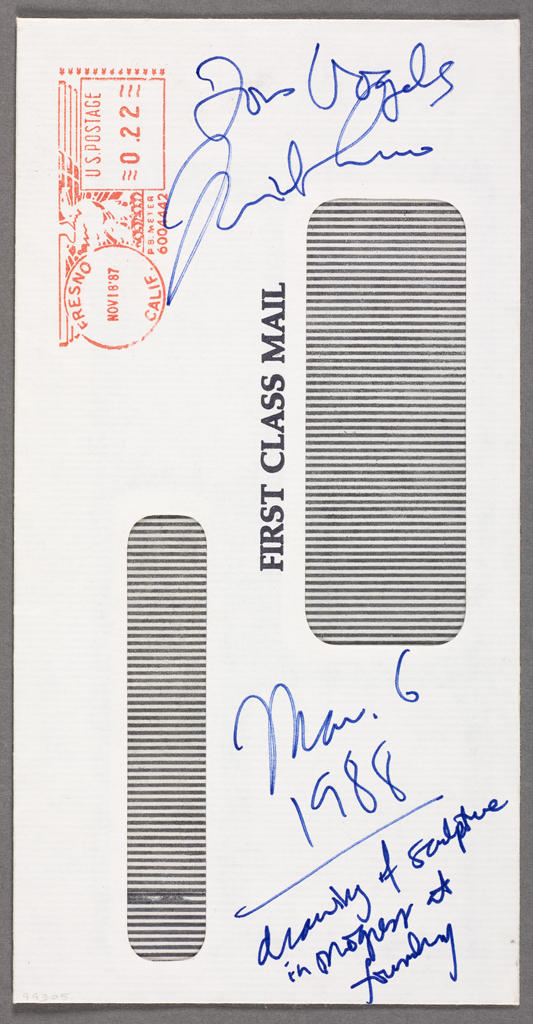 U.S. POSTAGE
0.22
P.B. METER
6004442
FRESNO
CALIF.
NOV 18 '87
For Vogels
FIRST CLASS MAIL
Mar. 6
1988
drawing of sculpture
in progress at
foundry